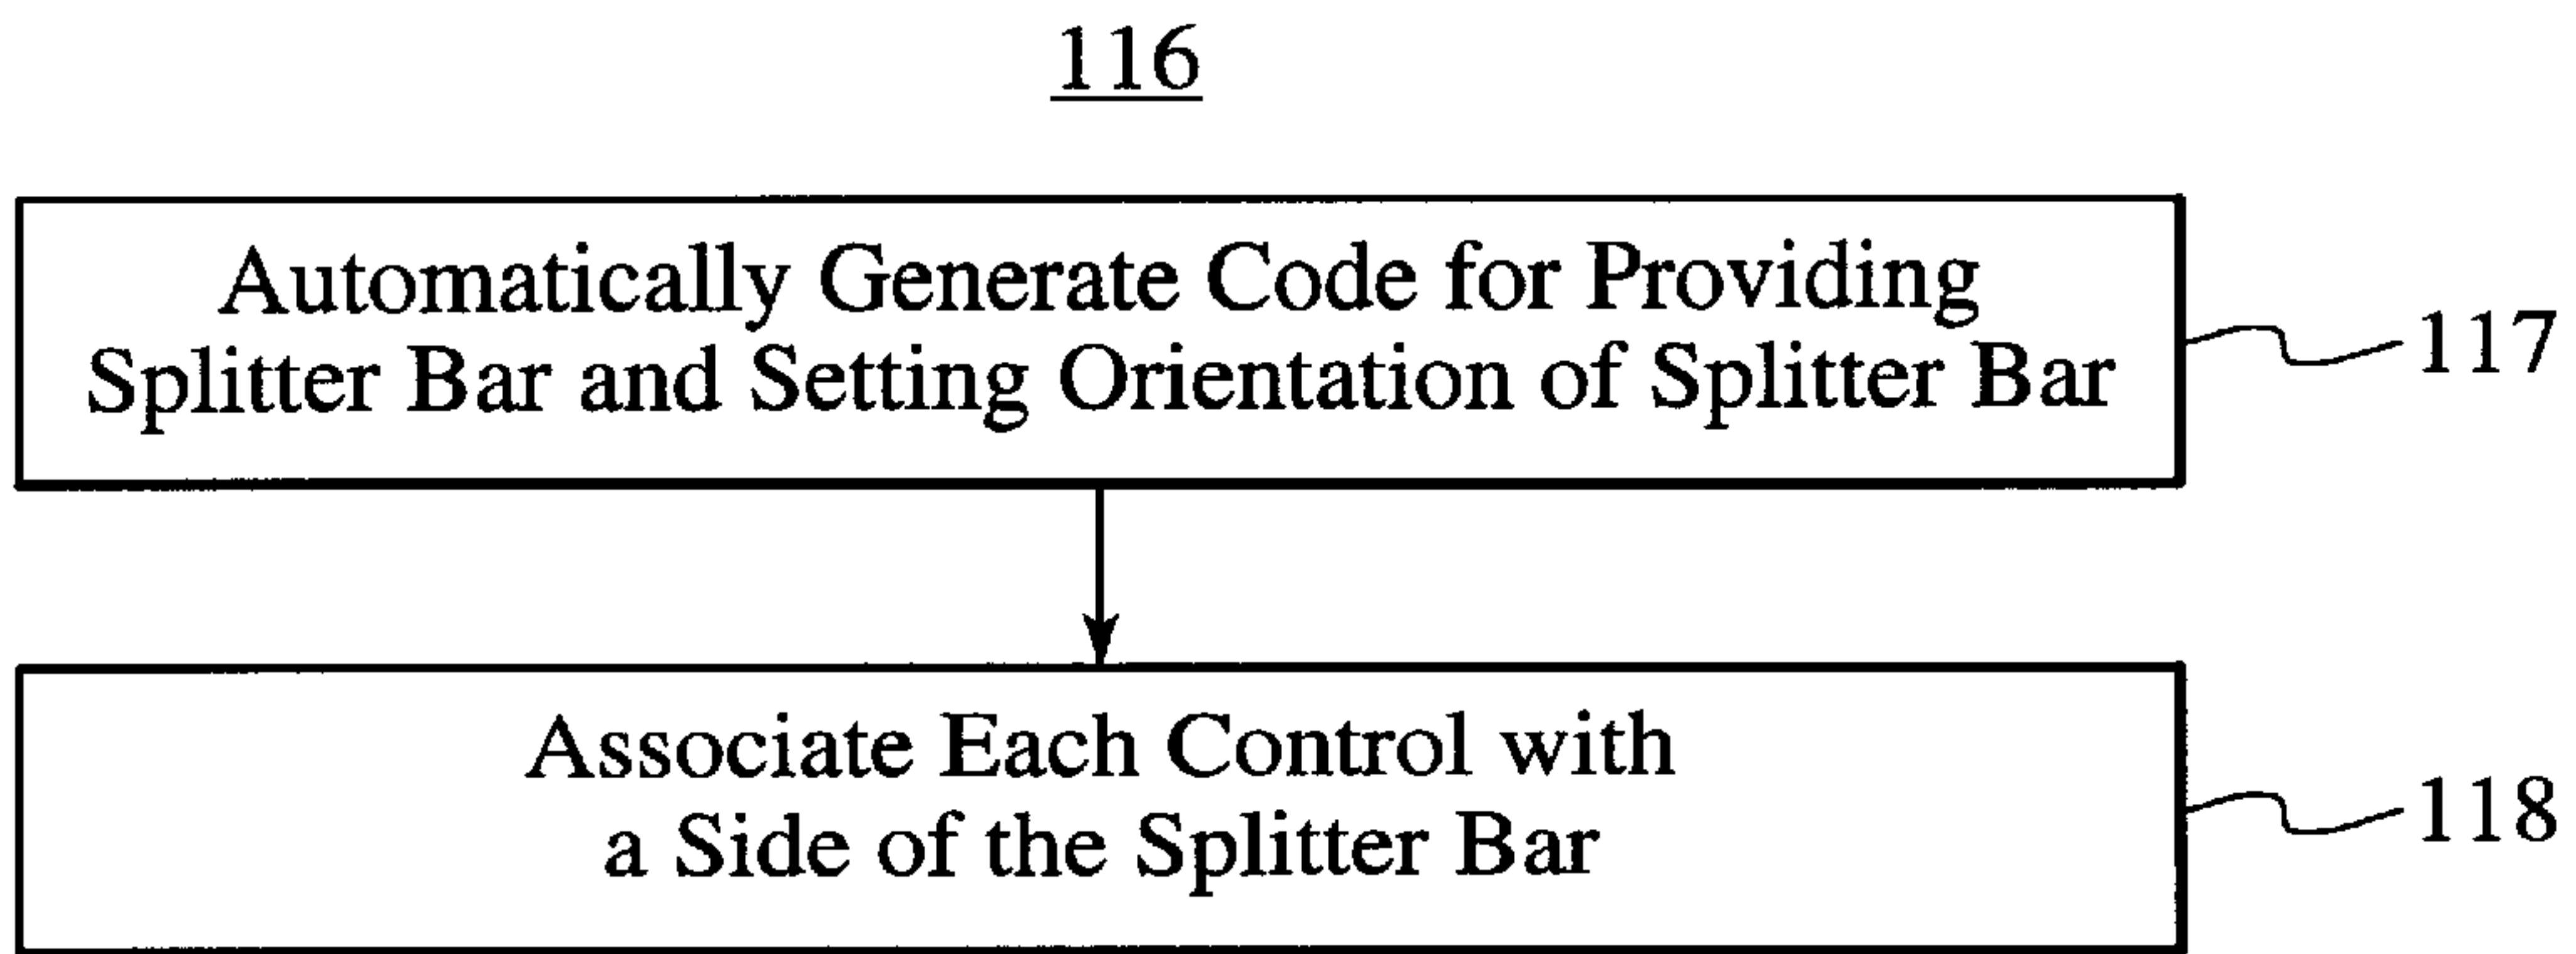 116
Automatically Generate Code for Providing
Splitter Bar and Setting Orientation of Splitter Bar
117
Associate Each Control with
a Side of the Splitter Bar
118